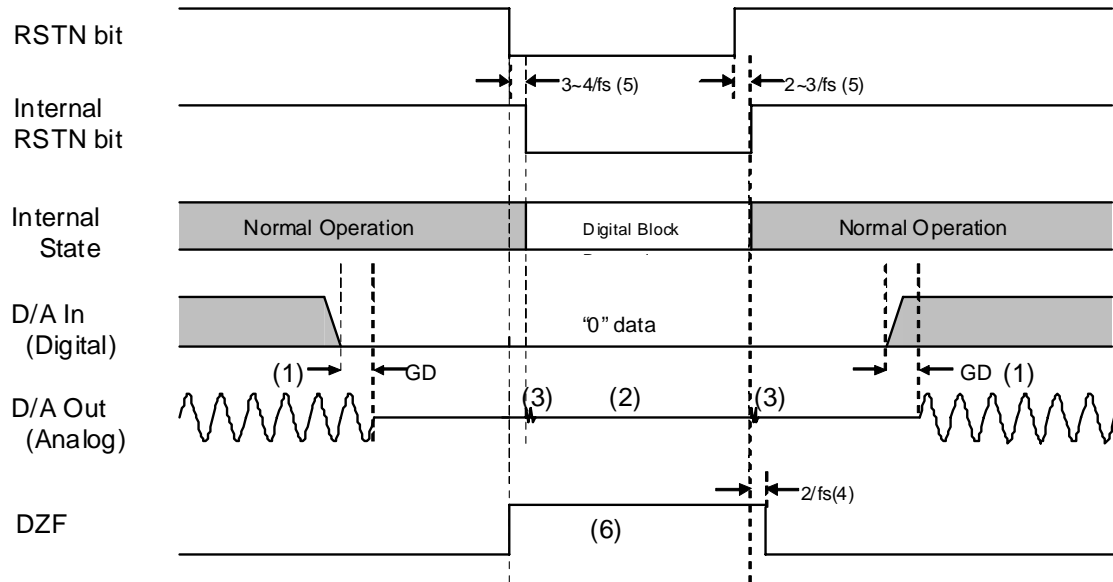 RSTN bit
3~4/fs (5)
2~3/fs (5)
Internal
RSTN bit
Internal
State
Normal Operation
Digital Block
Normal Operation
D/A In
(Digital)
“0” data
(1)
GD
GD (1)
D/A Out
(Analog)
(3)
(2)
(3)
2/fs(4)
DZF
(6)